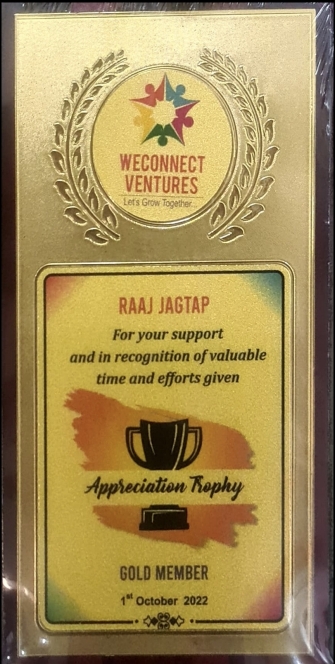 WECONNECT
VENTURES
Let's Grow Together...
RAAJ JAGTAP
For your support
and in recognition of valuable
time and efforts given
Appreciation Trophy
GOLD MEMBER
1st October 2022